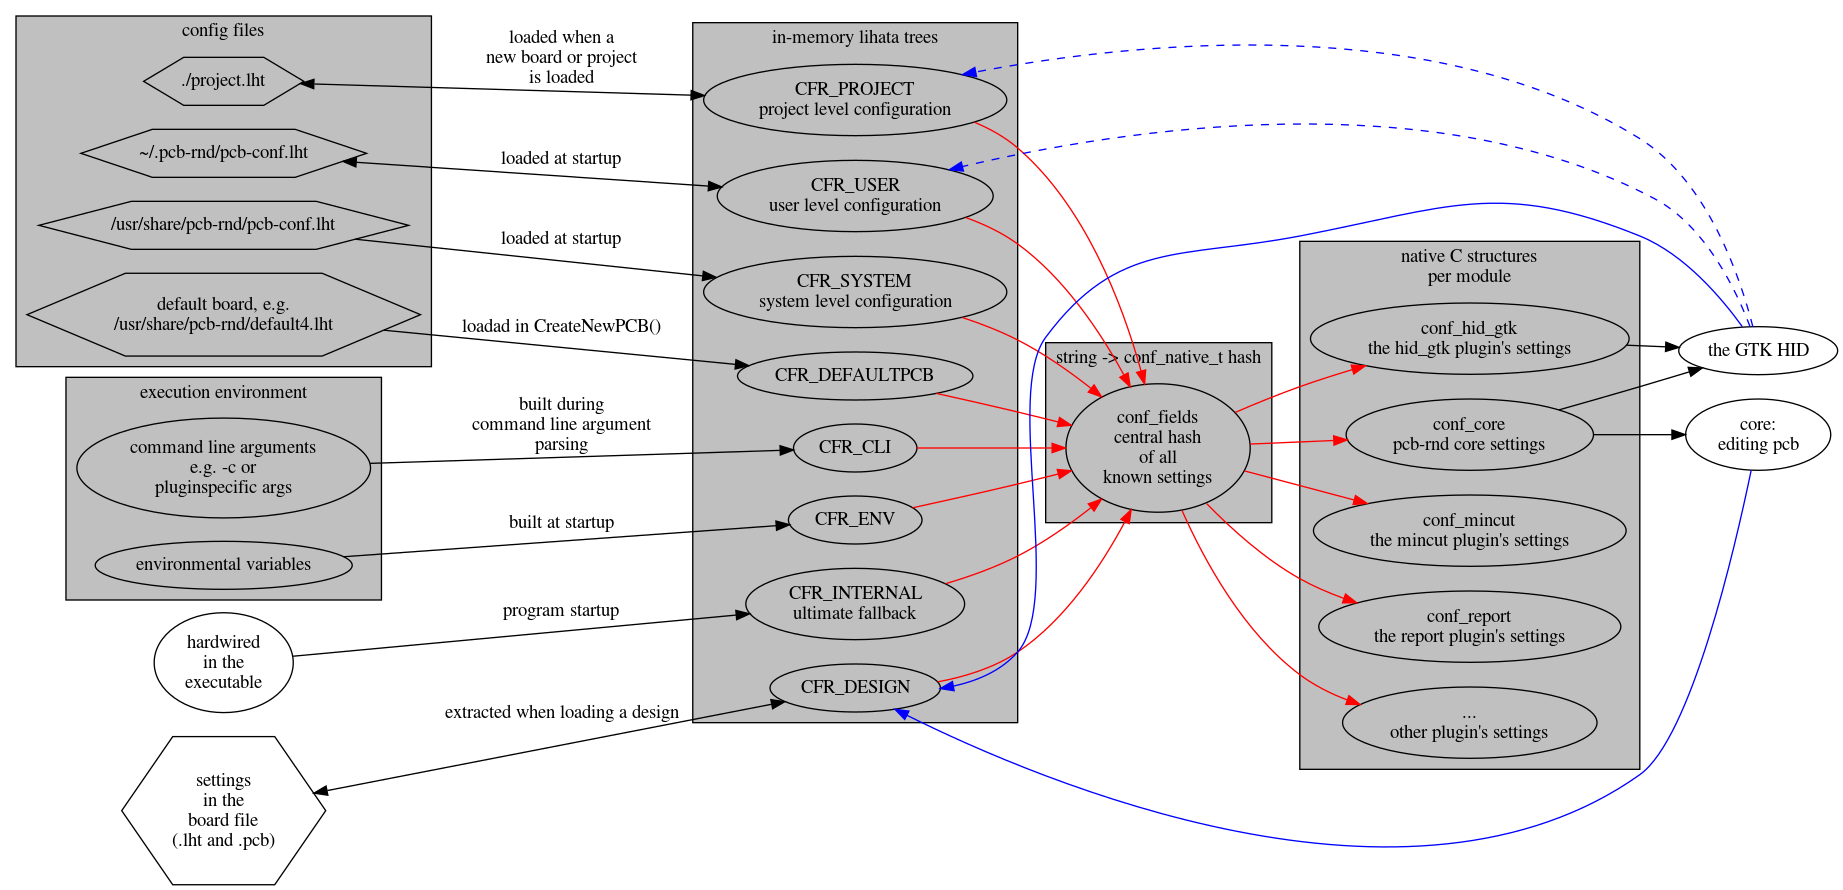 config files
./project.lht
~/.pcb-rnd/pcb-conf.lht
/usr/share/pcb-rnd/pcb-conf.lht
default board, e.g.
/usr/share/pcb-rnd/default4.lht
execution environment
command line arguments
e.g. -c or
pluginspecific args
environmental variables
hardwired
in the
executable
settings
in the
board file
(.lht and .pcb)
loaded when a
new board or project
is loaded
loaded at startup
loaded at startup
loadad in CreateNewPCB()
built during
command line argument
parsing
built at startup
program startup
extracted when loading a design
in-memory lihata trees
CFR_PROJECT
project level configuration
CFR_USER
user level configuration
CFR_SYSTEM
system level configuration
CFR_DEFAULTPCB
CFR_CLI
CFR_ENV
CFR_INTERNAL
ultimate fallback
CFR_DESIGN
string -> conf_native_t hash
conf_fields
central hash
of all
known settings
native C structures
per module
conf_hid_gtk
the hid_gtk plugin's settings
conf_core
pcb-rnd core settings
conf_mincut
the mincut plugin's settings
conf_report
the report plugin's settings
...
other plugin's settings
the GTK HID
core:
editing pcb